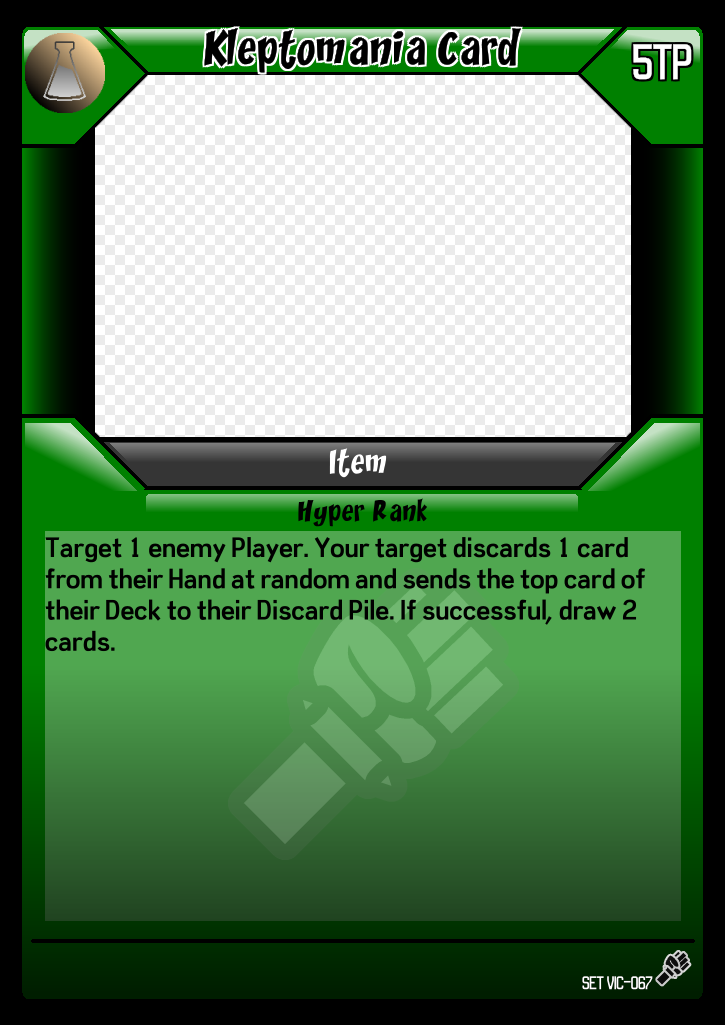 Kleptomania Card
5TP
Item
Hyper Rank
Target 1 enemy Player. Your target discards 1 card
from their Hand at random and sends the top card of
their Deck to their Discard Pile. If successful, draw 2
cards.
SET VIC-067